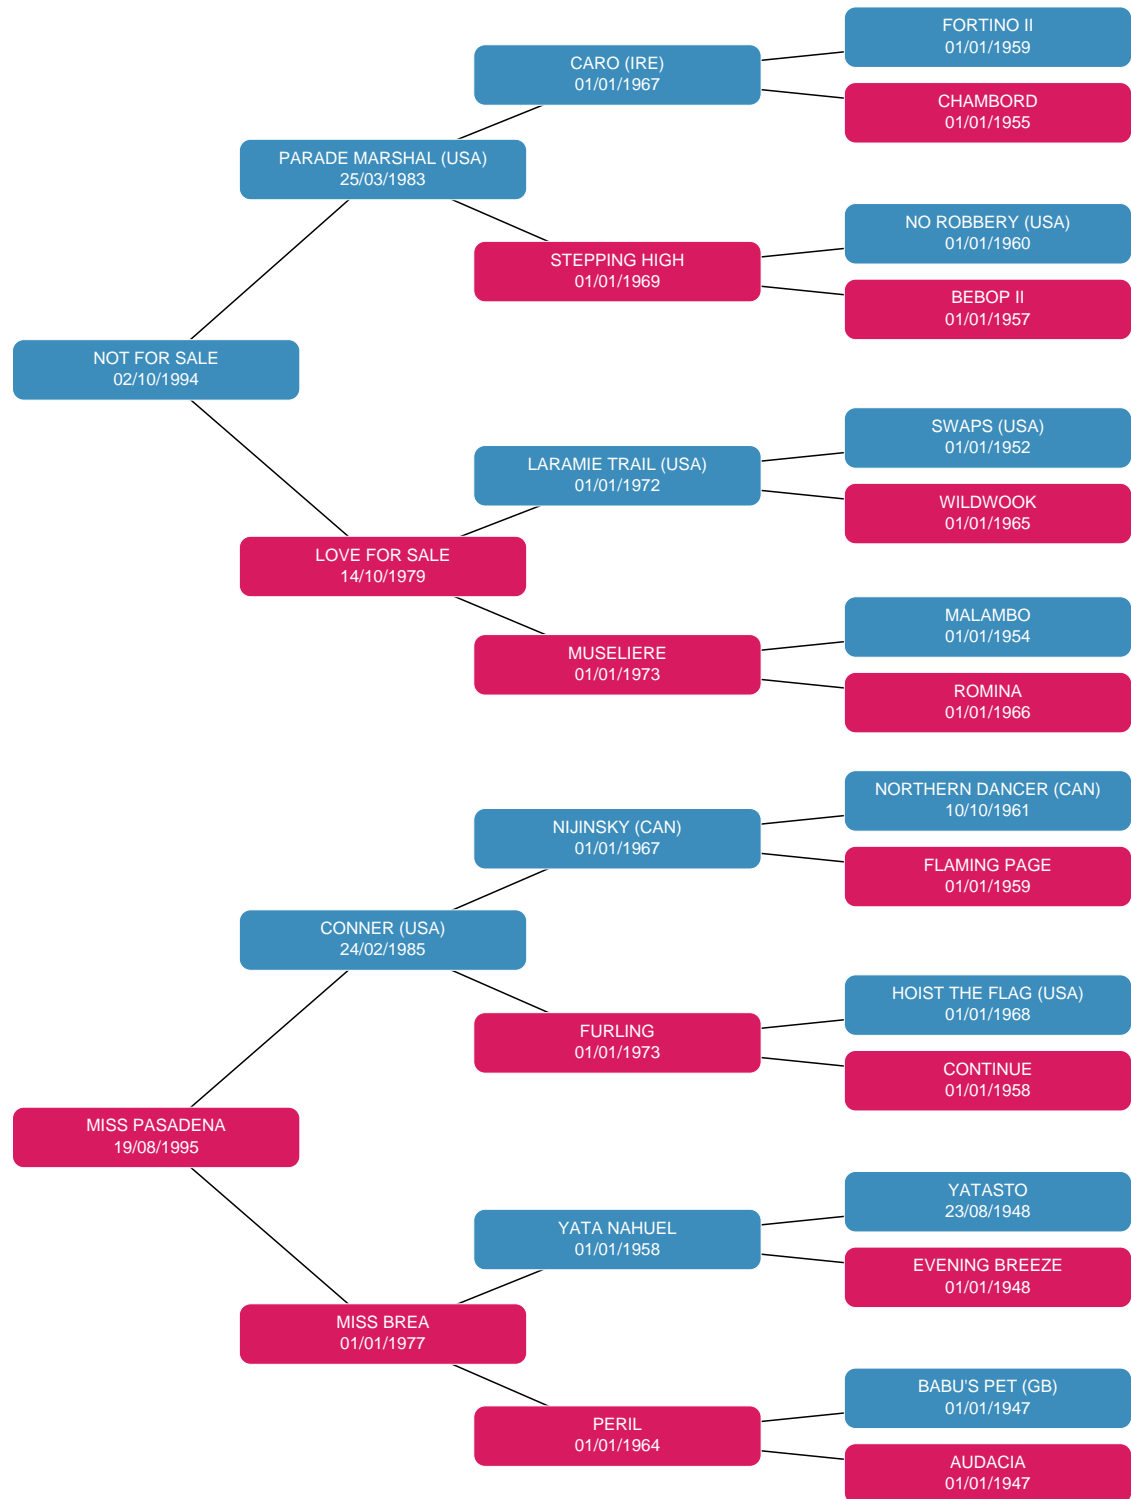 FORTINO II
01/01/1959
CARO (IRE)
01/01/1967
CHAMBORD
01/01/1955
PARADE MARSHAL (USA)
25/03/1983
NO ROBBERY (USA)
01/01/1960
STEPPING HIGH
01/01/1969
BEBOP II
01/01/1957
NOT FOR SALE
02/10/1994
SWAPS (USA)
01/01/1952
LARAMIE TRAIL (USA)
01/01/1972
WILDWOOK
01/01/1965
LOVE FOR SALE
14/10/1979
MALAMBO
01/01/1954
MUSELIERE
01/01/1973
ROMINA
01/01/1966
NORTHERN DANCER (CAN)
10/10/1961
NIJINSKY (CAN)
01/01/1967
FLAMING PAGE
01/01/1959
CONNER (USA)
24/02/1985
HOIST THE FLAG (USA)
01/01/1968
FURLING
01/01/1973
CONTINUE
01/01/1958
MISS PASADENA
19/08/1995
YATASTO
23/08/1948
YATA NAHUEL
01/01/1958
EVENING BREEZE
01/01/1948
MISS BREA
01/01/1977
BABU'S PET (GB)
01/01/1947
PERIL
01/01/1964
AUDACIA
01/01/1947